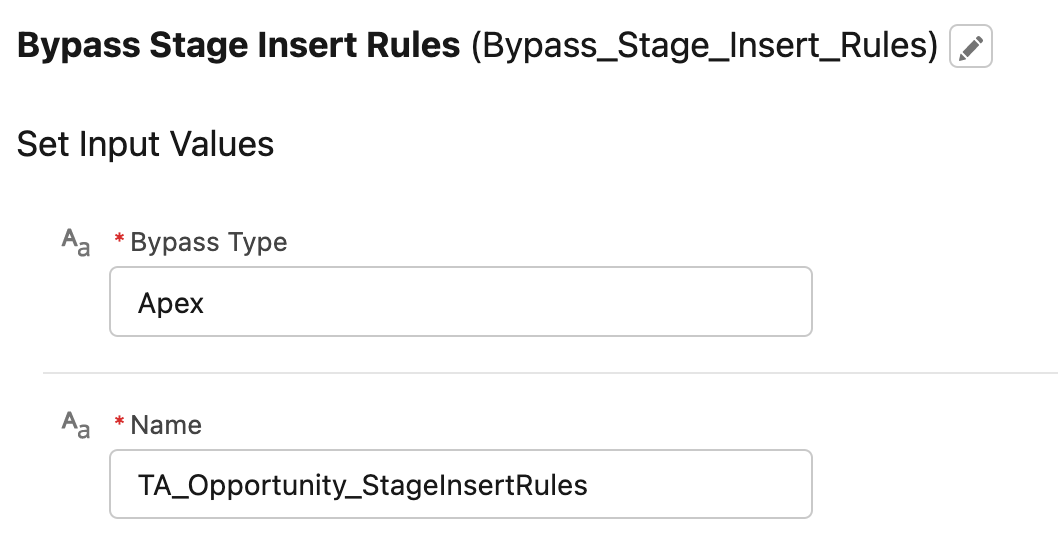 Bypass Stage Insert Rules (Bypass_Stage_Insert_Rules)
Set Input Values
Aa * Bypass Type
Apex
Aa * Name
TA_Opportunity_StageInsertRules